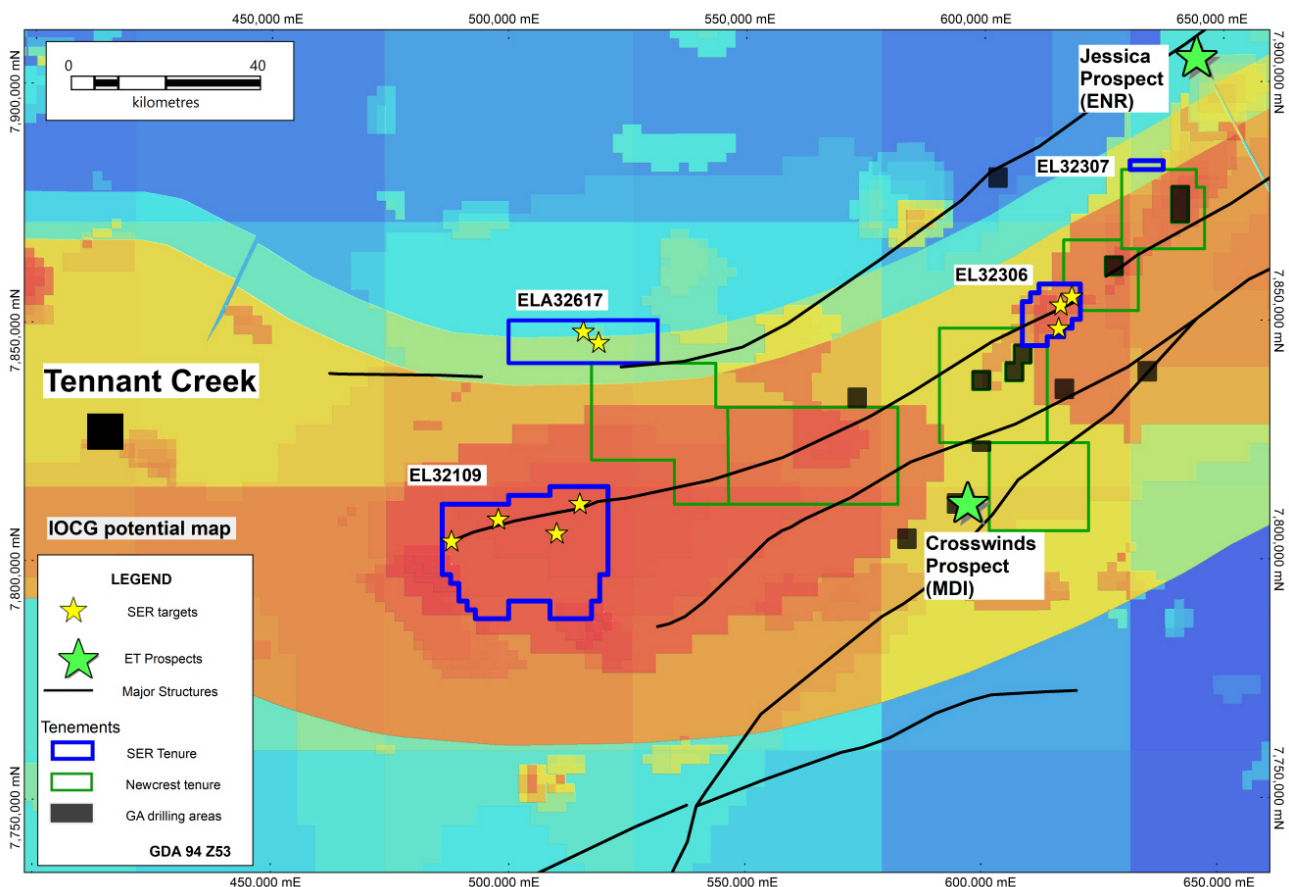 450,000 mE
500,000 mE
550,000 mE
600,000 mE
650,000 mE
0
40
kilometres
7,900,000 mN
7,900,000 mN
Jessica
Prospect
(ENR)
EL32307
EL32306
ELA32617
7,850,000 mN
7,850,000 mN
Tennant Creek
EL32109
IOCG potential map
Crosswinds
Prospect
(MDI)
7,800,000 mN
7,800,000 mN
LEGEND
SER targets
ET Prospects
Major Structures
Tenements
SER Tenure
Newcrest tenure
GA drilling areas
GDA 94 Z53
7,750,000 mN
7,750,000 mN
450,000 mE
500,000 mE
550,000 mE
600,000 mE
650,000 mE